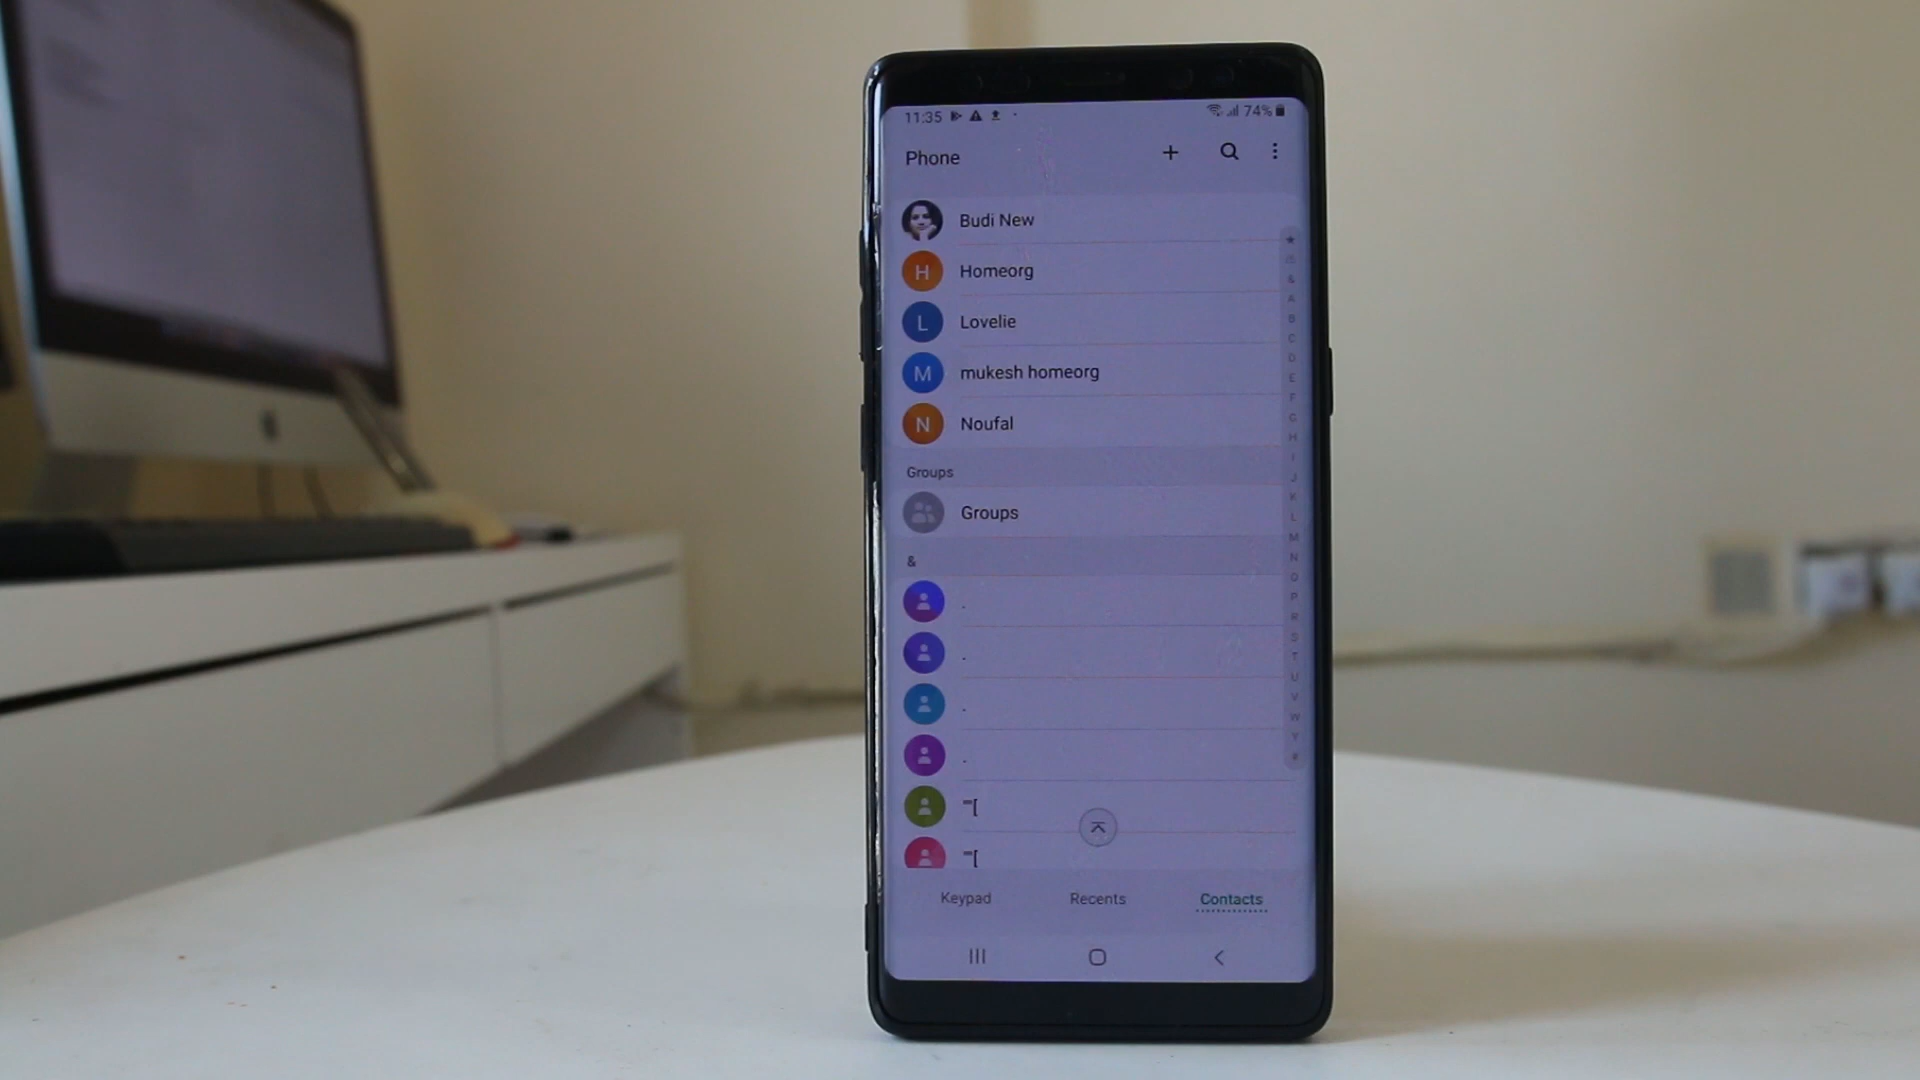 11:35 74%
Phone
Budi New
H Homeorg
L Lovelie
M mukesh homeorg
N Noufal
Groups
Groups
&
.
.
.
.
""[
""[
&
A
B
C
D
E
F
G
H
I
J
K
L
M
N
O
P
R
S
T
U
V
W
Y
#
Keypad Recents Contacts